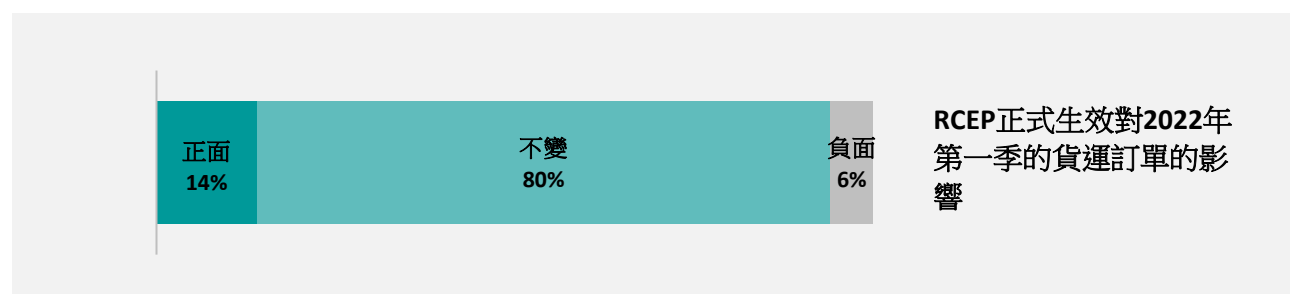 正面
14%
不變
80%
負面
6%
RCEP正式生效對2022年
第一季的貨運訂單的影
響